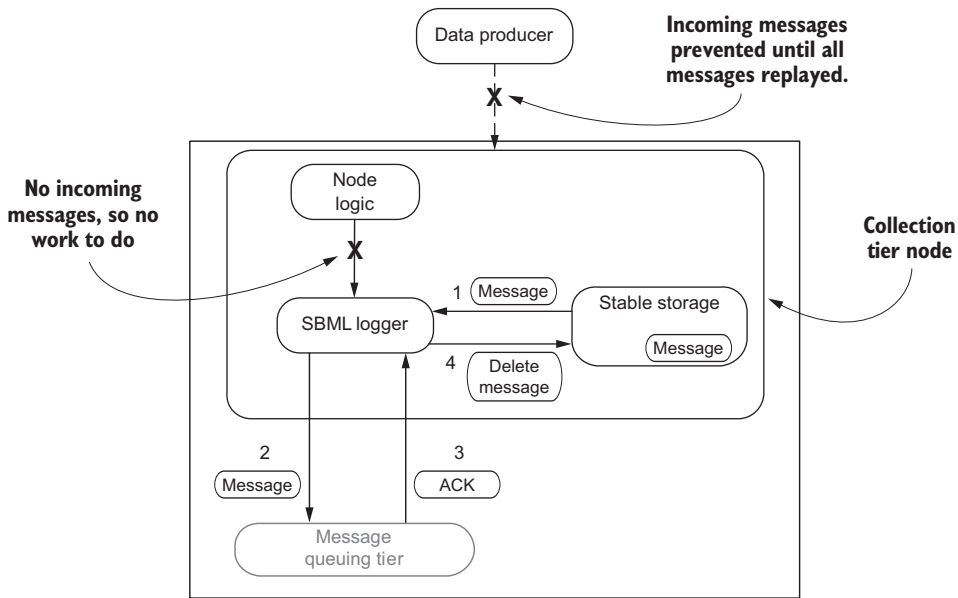 Data producer
Incoming messages
prevented until all
messages replayed.
X
Node
logic
No incoming
messages, so no
work to do
X
Collection
tier node
1
Message
Stable storage
SBML logger
Message
4
Delete
message
2
3
Message
ACK
Message
queuing tier